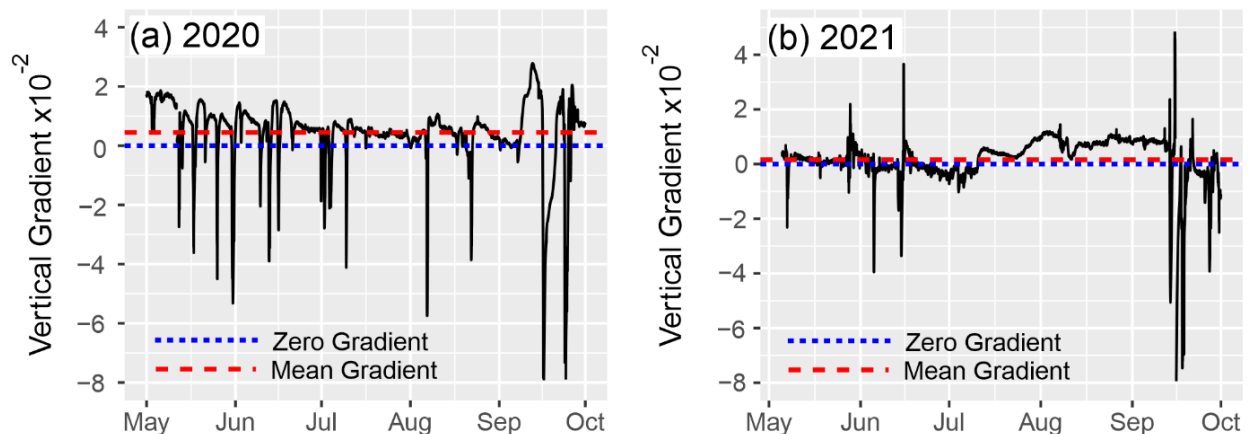 (a) 2020
Vertical Gradient x10-2
4
2
0
−2
−4
−6
−8
Zero Gradient
Mean Gradient
May Jun Jul Aug Sep Oct
(b) 2021
Vertical Gradient x10-2
4
2
0
−2
−4
−6
−8
Zero Gradient
Mean Gradient
May Jun Jul Aug Sep Oct